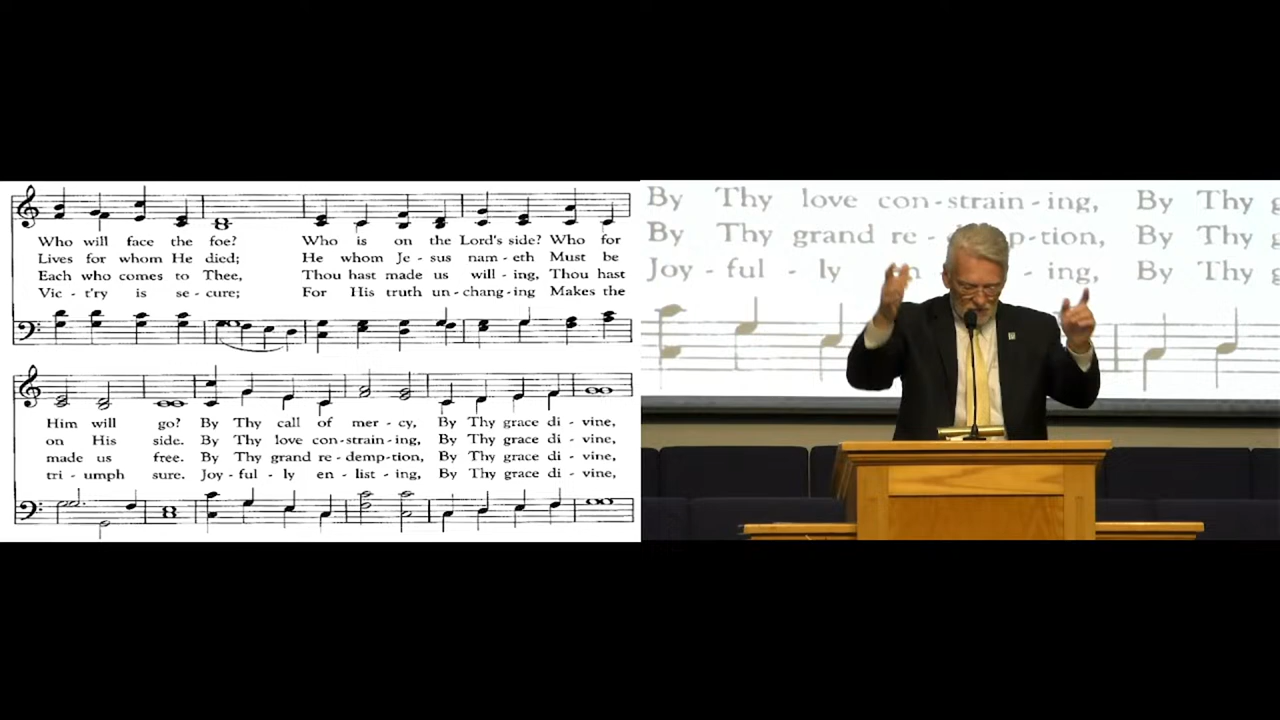 Who will face the foe? Who is on the Lord's side? Who for
Lives for whom He died; He whom Je - sus nam - eth Must be
Each who comes to Thee, Thou hast made us will - ing, Thou hast
Vic - t'ry is se - cure; For His truth un - chang - ing Makes the
Him will go? By Thy call of mer - cy, By Thy grace di - vine,
on His side. By Thy love con - strain - ing, By Thy grace di - vine,
made us free. By Thy grand re - demp - tion, By Thy grace di - vine,
tri - umph sure. Joy - ful - ly en - list - ing, By Thy grace di - vine,
By Thy love con - strain - ing, By Thy
By Thy grand re - tion, By Thy
Joy - ful - ly - ing, By Thy